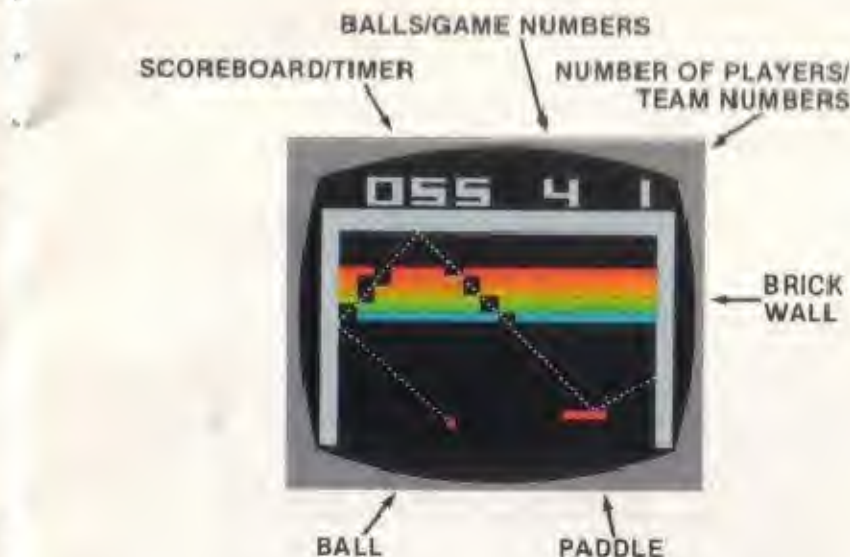 BALLS/GAME NUMBERS
SCOREBOARD/TIMER
NUMBER OF PLAYERS/
TEAM NUMBERS
055 4 1
BRICK
WALL
BALL
PADDLE